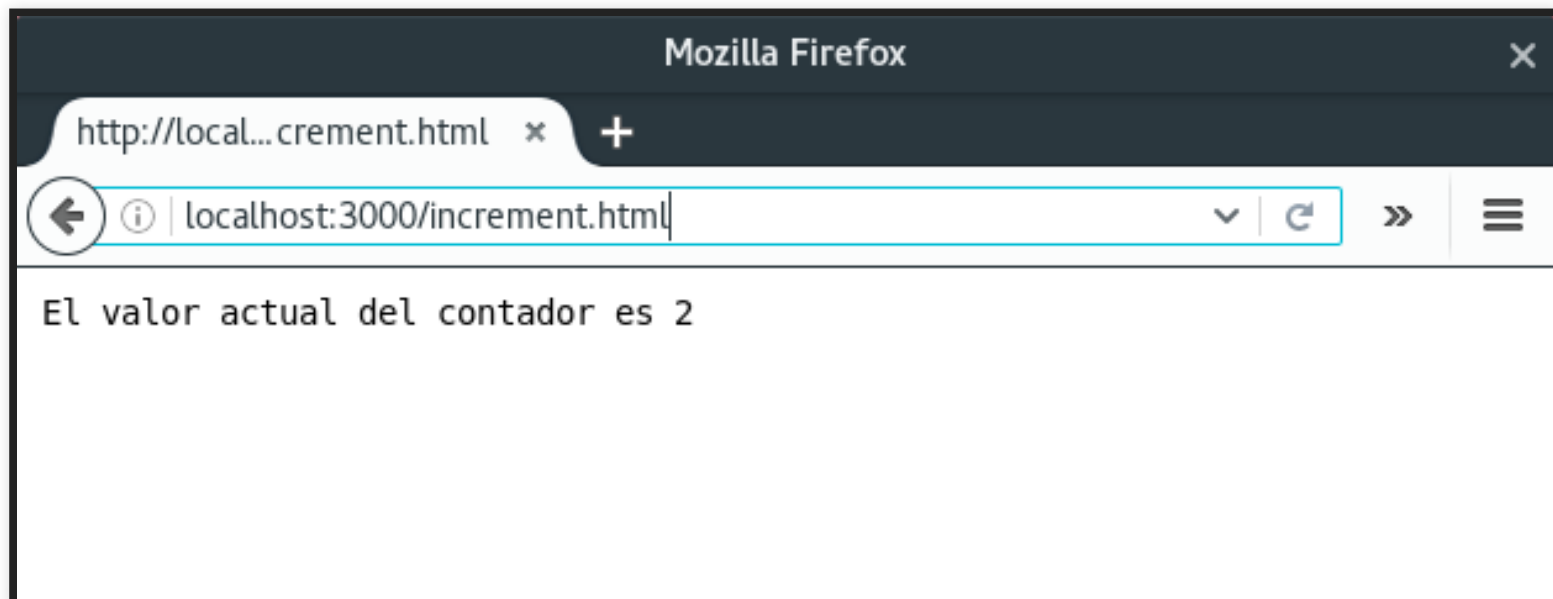 Mozilla Firefox
http://local...crement.html
localhost:3000/increment.html
El valor actual del contador es 2